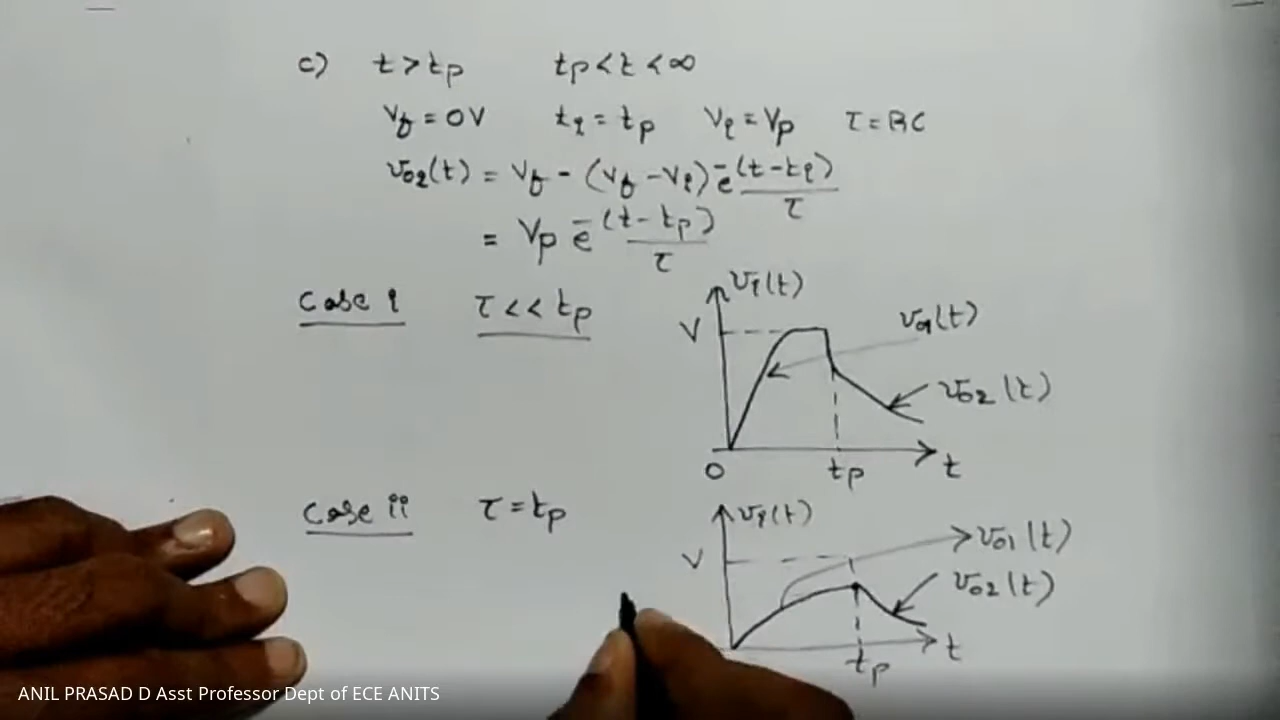 c) t > tp tp < t < ∞
Vf = 0V ti = tp Vi = Vp τ = RC
vo2(t) = Vf - (Vf - Vi) e^-(t - ti)/τ
= Vp e^-(t - tp)/τ
Case i τ << tp
vi(t)
V
vo1(t)
vo2(t)
0 tp t
Case ii τ = tp
vi(t)
V
vo1(t)
vo2(t)
tp t
ANIL PRASAD D Asst Professor Dept of ECE ANITS